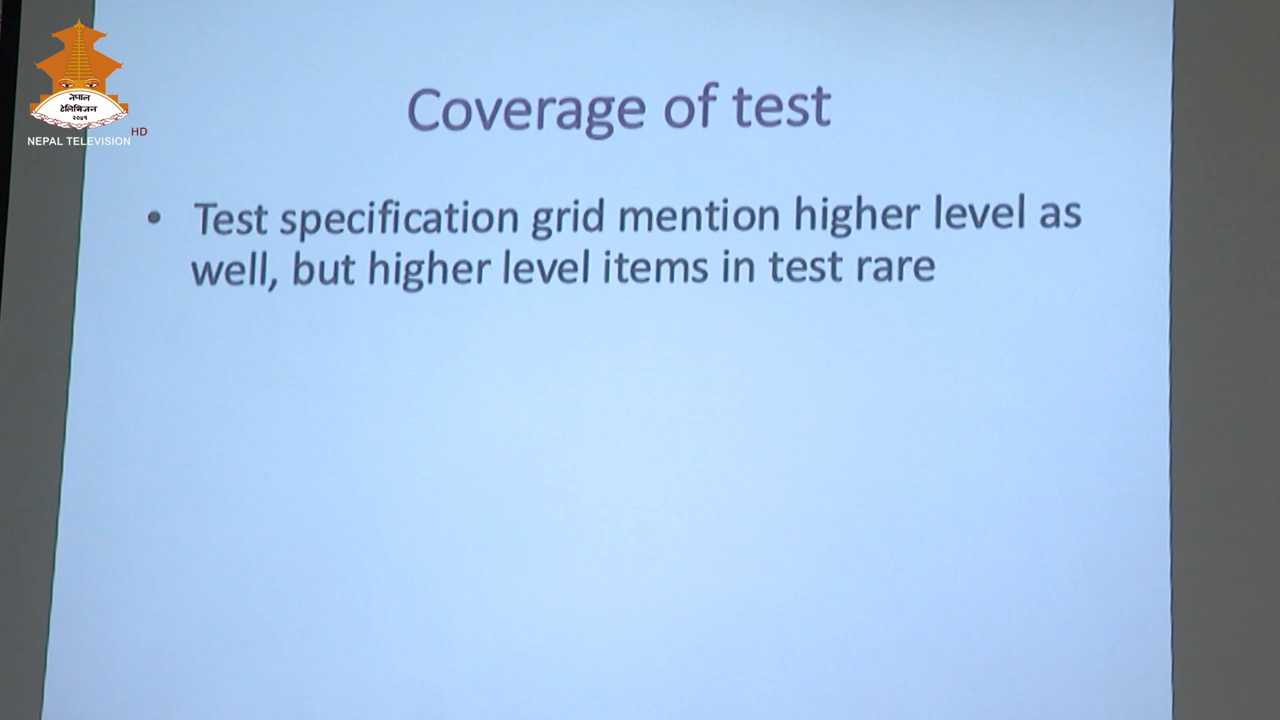 नेपाल
टेलिभिजन
२०४१
HD
NEPAL TELEVISION
Coverage of test
• Test specification grid mention higher level as
well, but higher level items in test rare